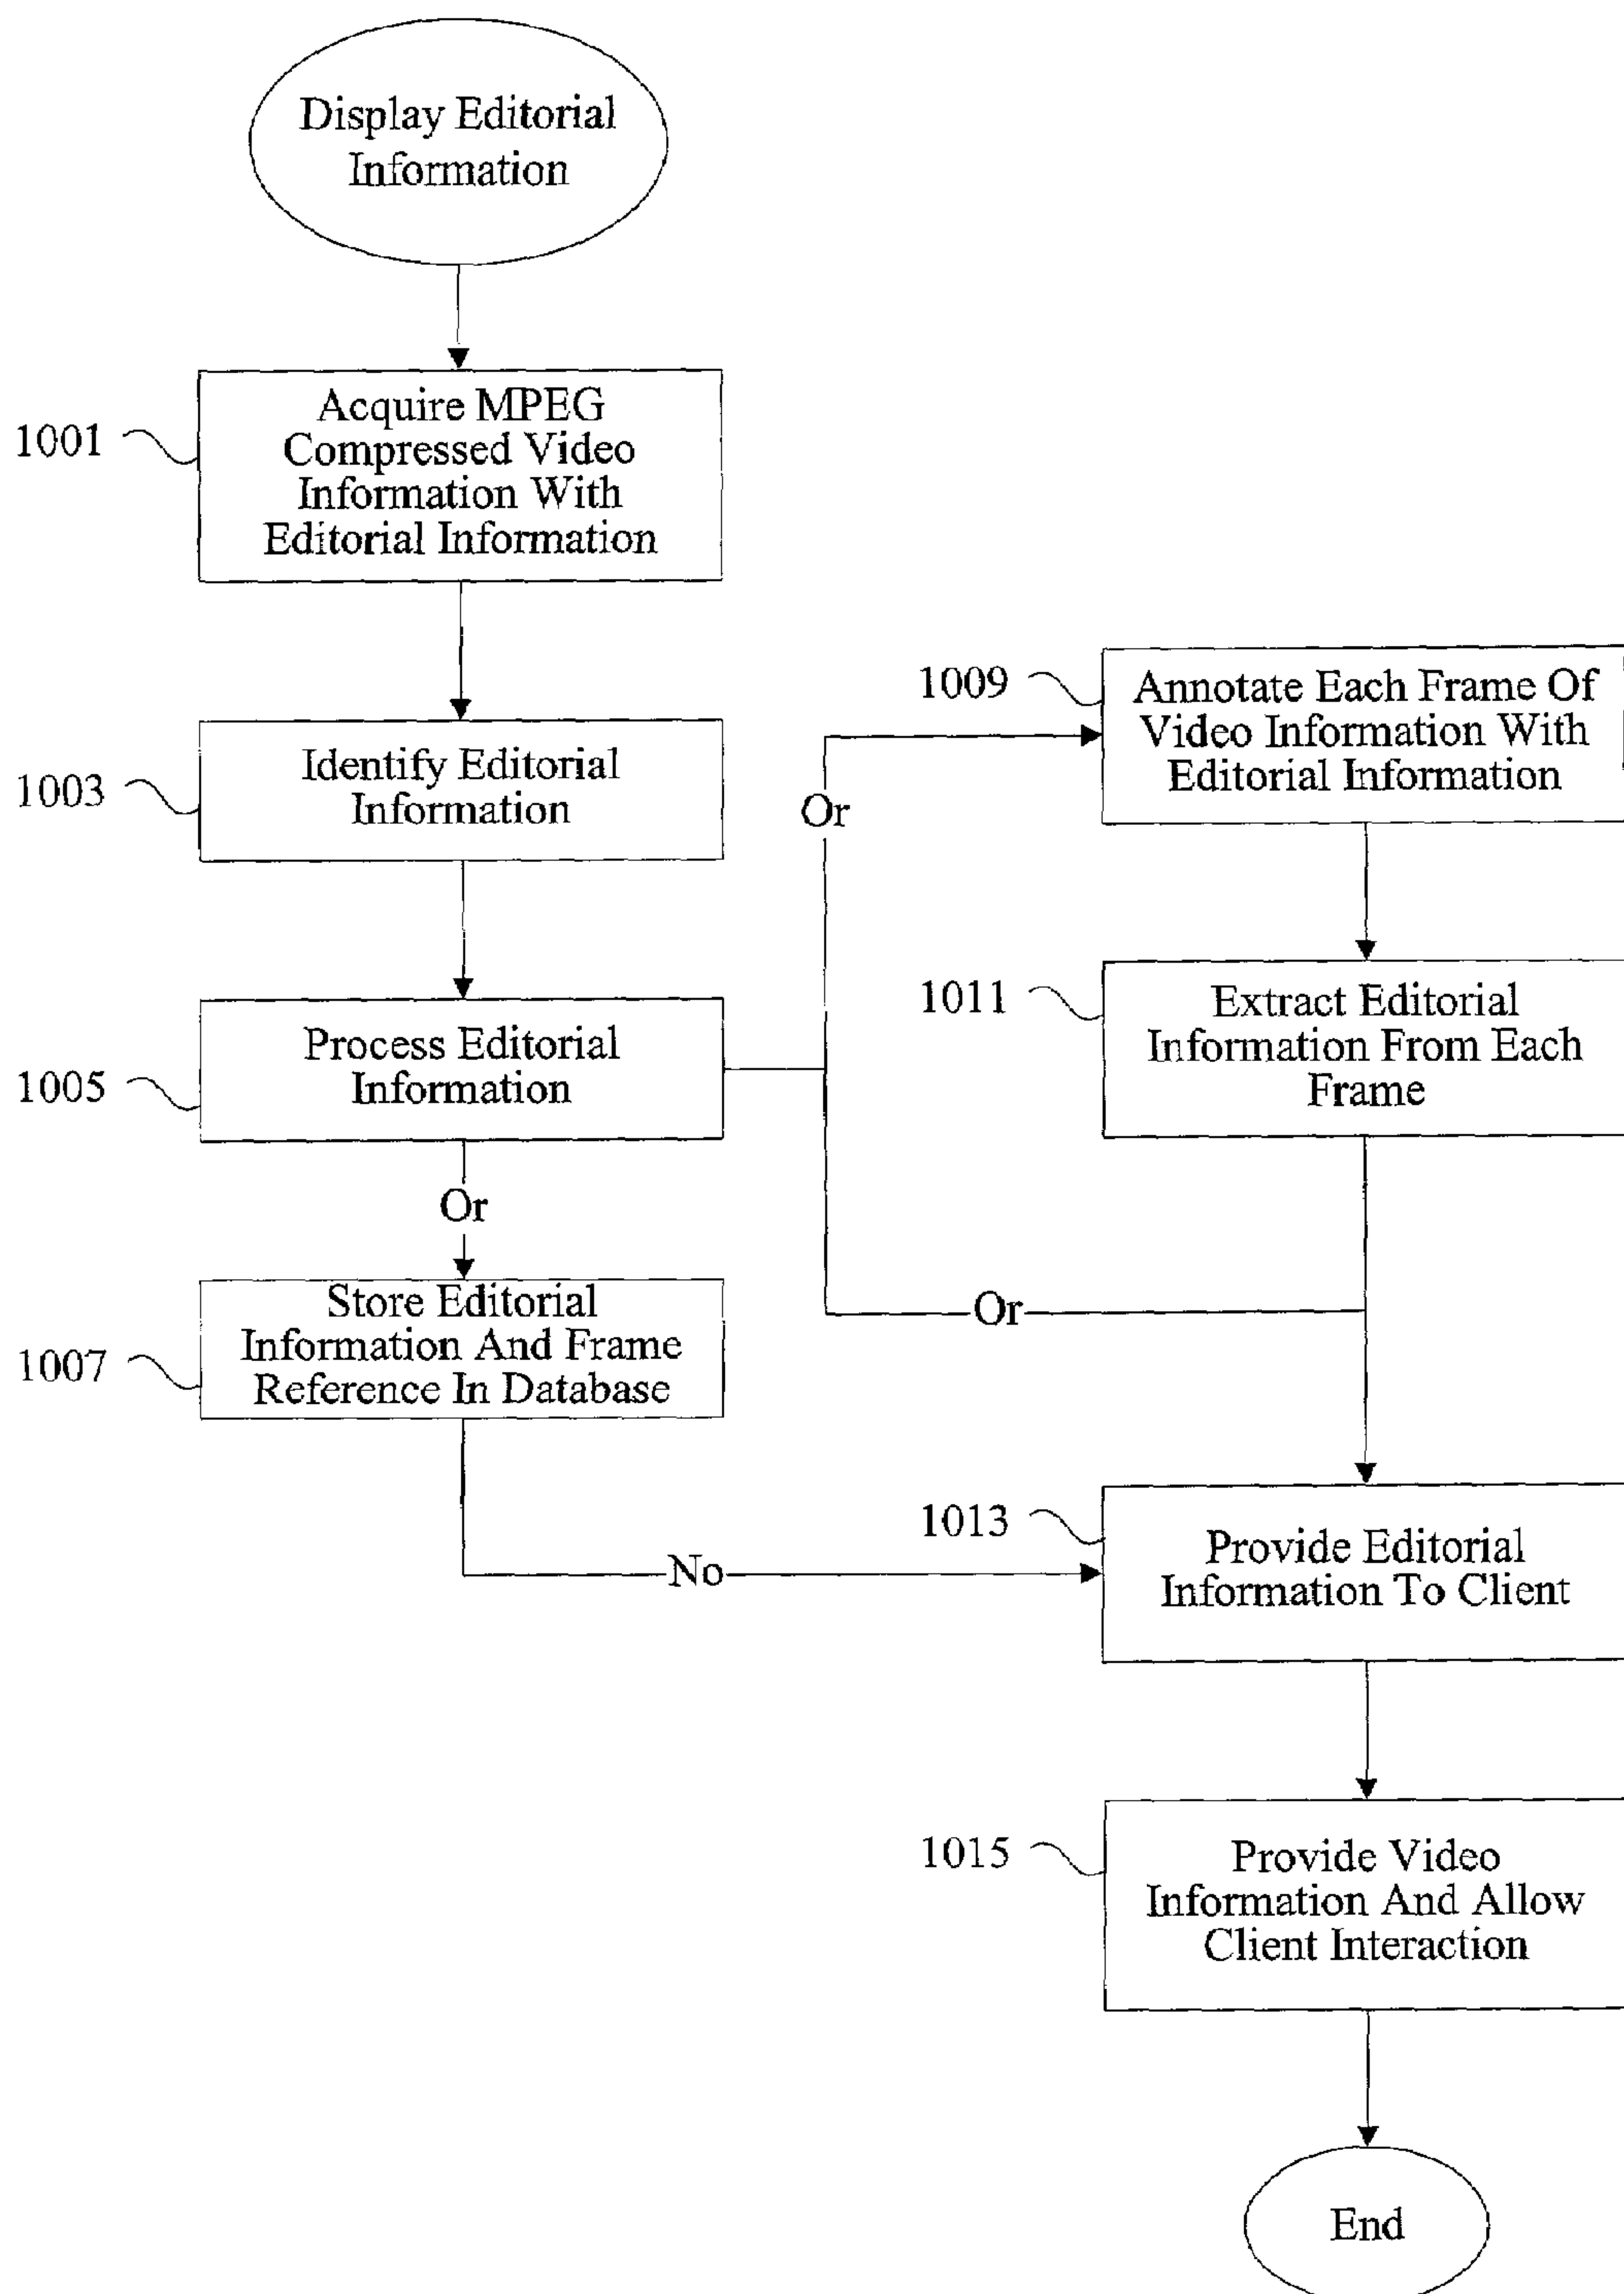 Display Editorial
Information
1001
Acquire MPEG
Compressed Video
Information With
Editorial Information
1003
Identify Editorial
Information
1005
Process Editorial
Information
Or
1007
Store Editorial
Information And Frame
Reference In Database
No
Or
Or
1009
Annotate Each Frame Of
Video Information With
Editorial Information
1011
Extract Editorial
Information From Each
Frame
1013
Provide Editorial
Information To Client
1015
Provide Video
Information And Allow
Client Interaction
End